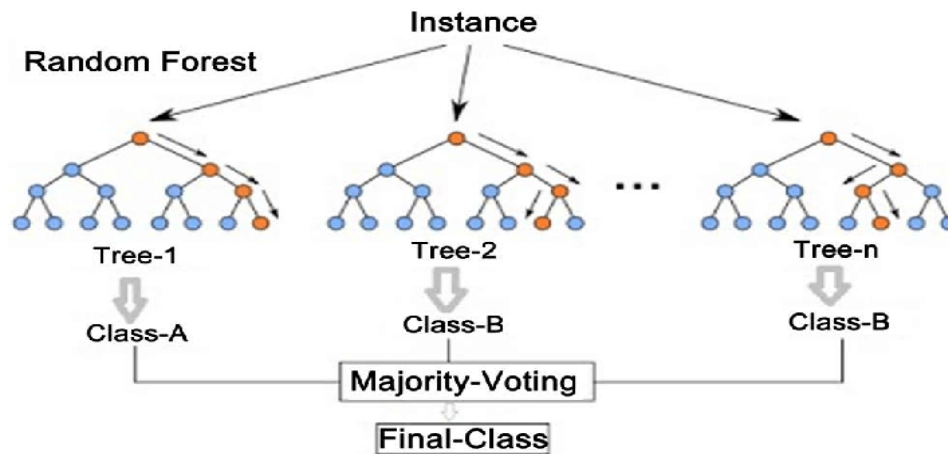 Instance
Random Forest
...
Tree-1
Tree-2
Tree-n
Class-A
Class-B
Class-B
Majority-Voting
Final-Class